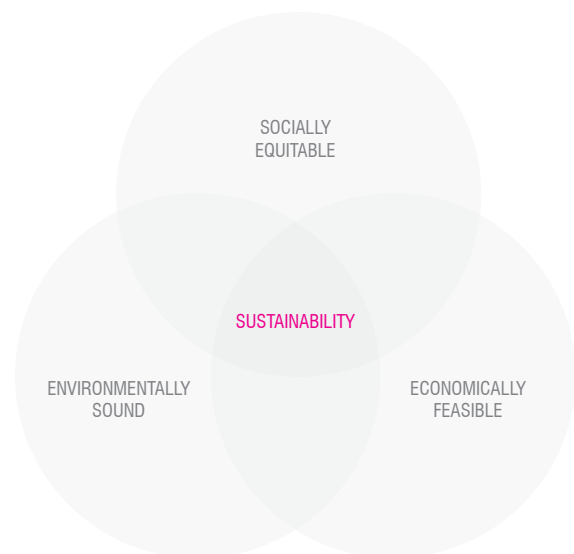 SOCIALLY
EQUITABLE
SUSTAINABILITY
ENVIRONMENTALLY
SOUND
ECONOMICALLY
FEASIBLE